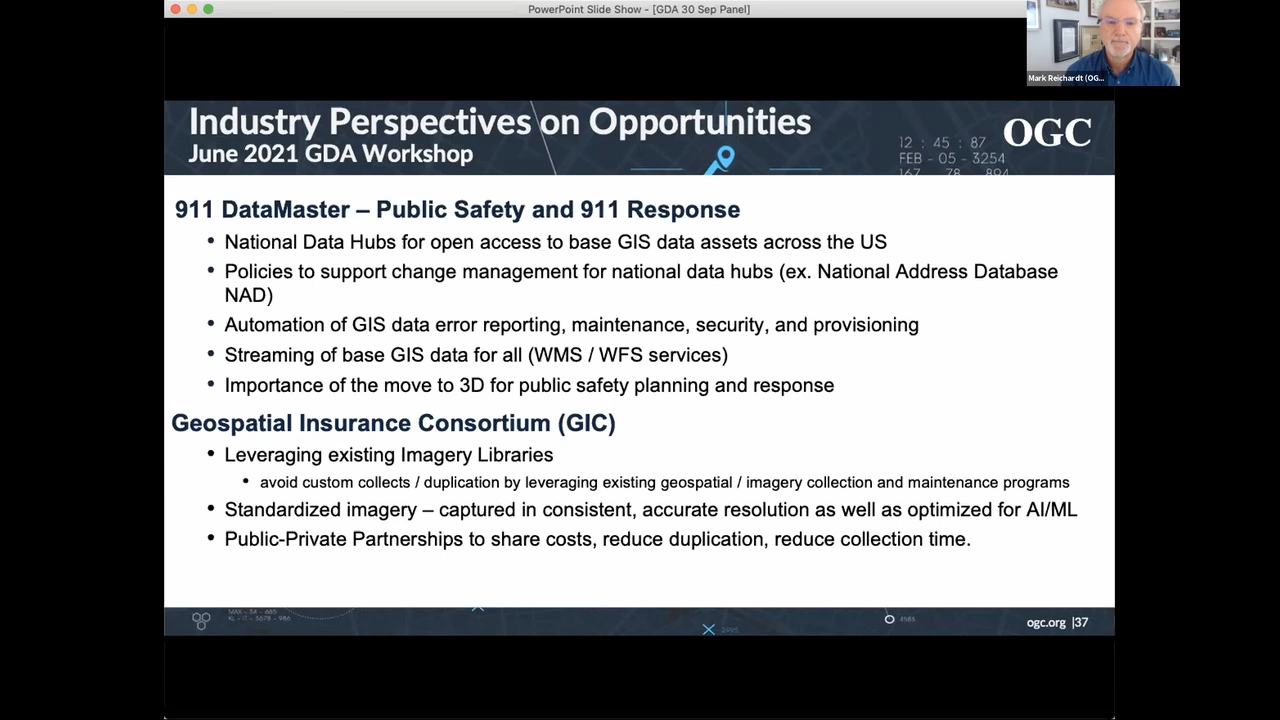 PowerPoint Slide Show - [GDA 30 Sep Panel]
Mark Reichardt (OG...
Industry Perspectives on Opportunities
June 2021 GDA Workshop
OGC
12 : 45 : 87
FEB - 05 - 3254
167 78 894
911 DataMaster – Public Safety and 911 Response
• National Data Hubs for open access to base GIS data assets across the US
• Policies to support change management for national data hubs (ex. National Address Database
NAD)
• Automation of GIS data error reporting, maintenance, security, and provisioning
• Streaming of base GIS data for all (WMS / WFS services)
• Importance of the move to 3D for public safety planning and response
Geospatial Insurance Consortium (GIC)
• Leveraging existing Imagery Libraries
• avoid custom collects / duplication by leveraging existing geospatial / imagery collection and maintenance programs
• Standardized imagery – captured in consistent, accurate resolution as well as optimized for AI/ML
• Public-Private Partnerships to share costs, reduce duplication, reduce collection time.
4585
ogc.org |37